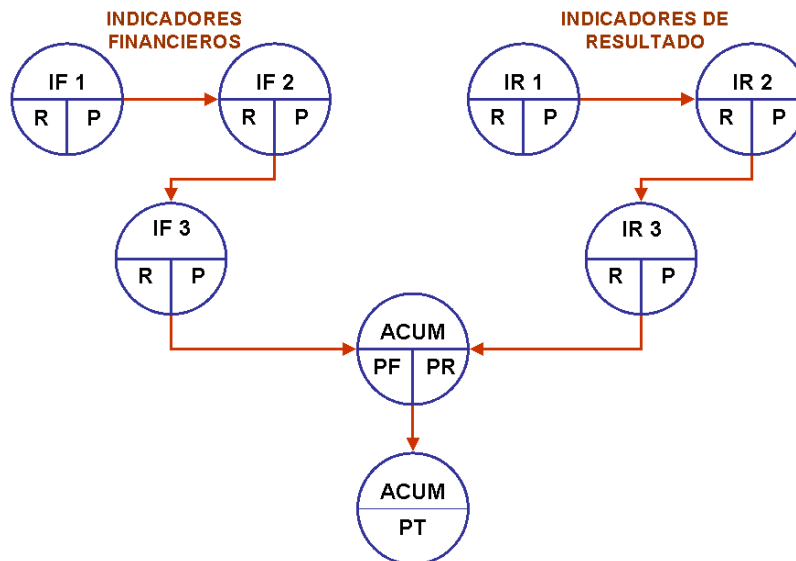 INDICADORES
FINANCIEROS
INDICADORES DE
RESULTADO
IF 1
R P
IF 2
R P
IR 1
R P
IR 2
R P
IF 3
R P
IR 3
R P
ACUM
PF PR
ACUM
PT